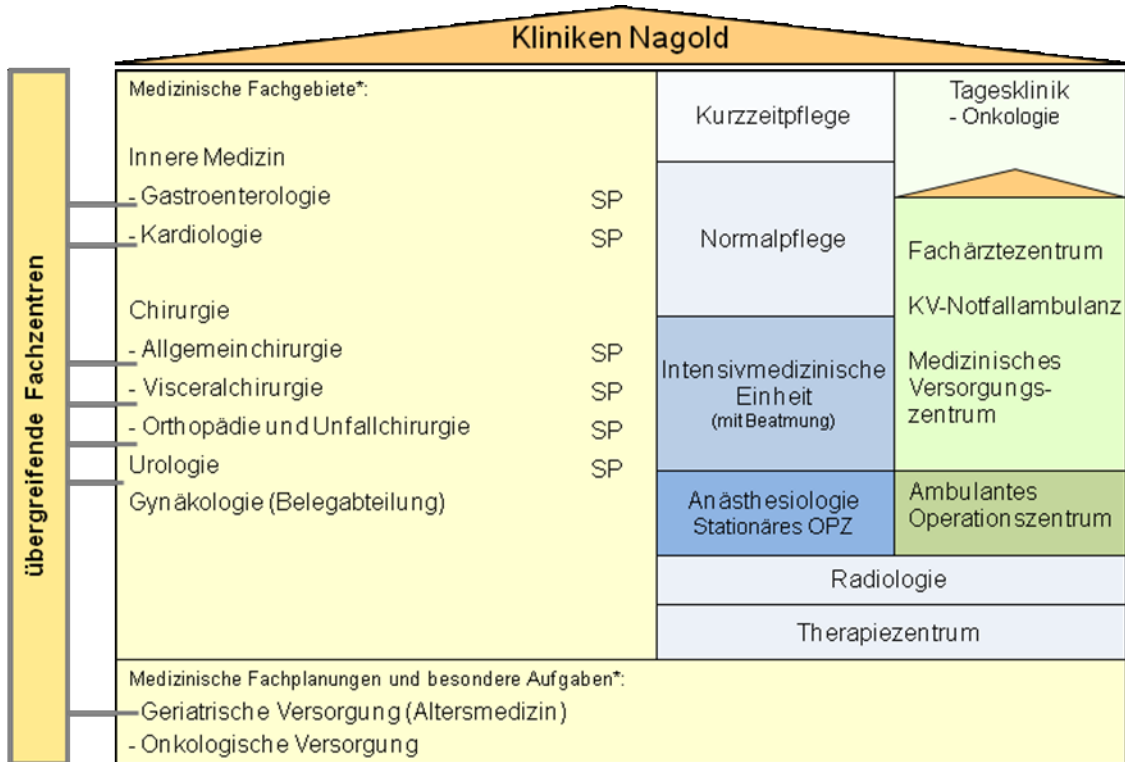 Kliniken Nagold
übergreifende Fachzentren
Medizinische Fachgebiete*:
Innere Medizin
- Gastroenterologie SP
- Kardiologie SP
Chirurgie
- Allgemeinchirurgie SP
- Visceralchirurgie SP
- Orthopädie und Unfallchirurgie SP
Urologie SP
Gynäkologie (Belegabteilung)
Kurzzeitpflege
Normalpflege
Intensivmedizinische
Einheit
(mit Beatmung)
Anästhesiologie
Stationäres OPZ
Tagesklinik
- Onkologie
Fachärztezentrum
KV-Notfallambulanz
Medizinisches
Versorgungs-
zentrum
Ambulantes
Operationszentrum
Radiologie
Therapiezentrum
Medizinische Fachplanungen und besondere Aufgaben*:
- Geriatrische Versorgung (Altersmedizin)
- Onkologische Versorgung